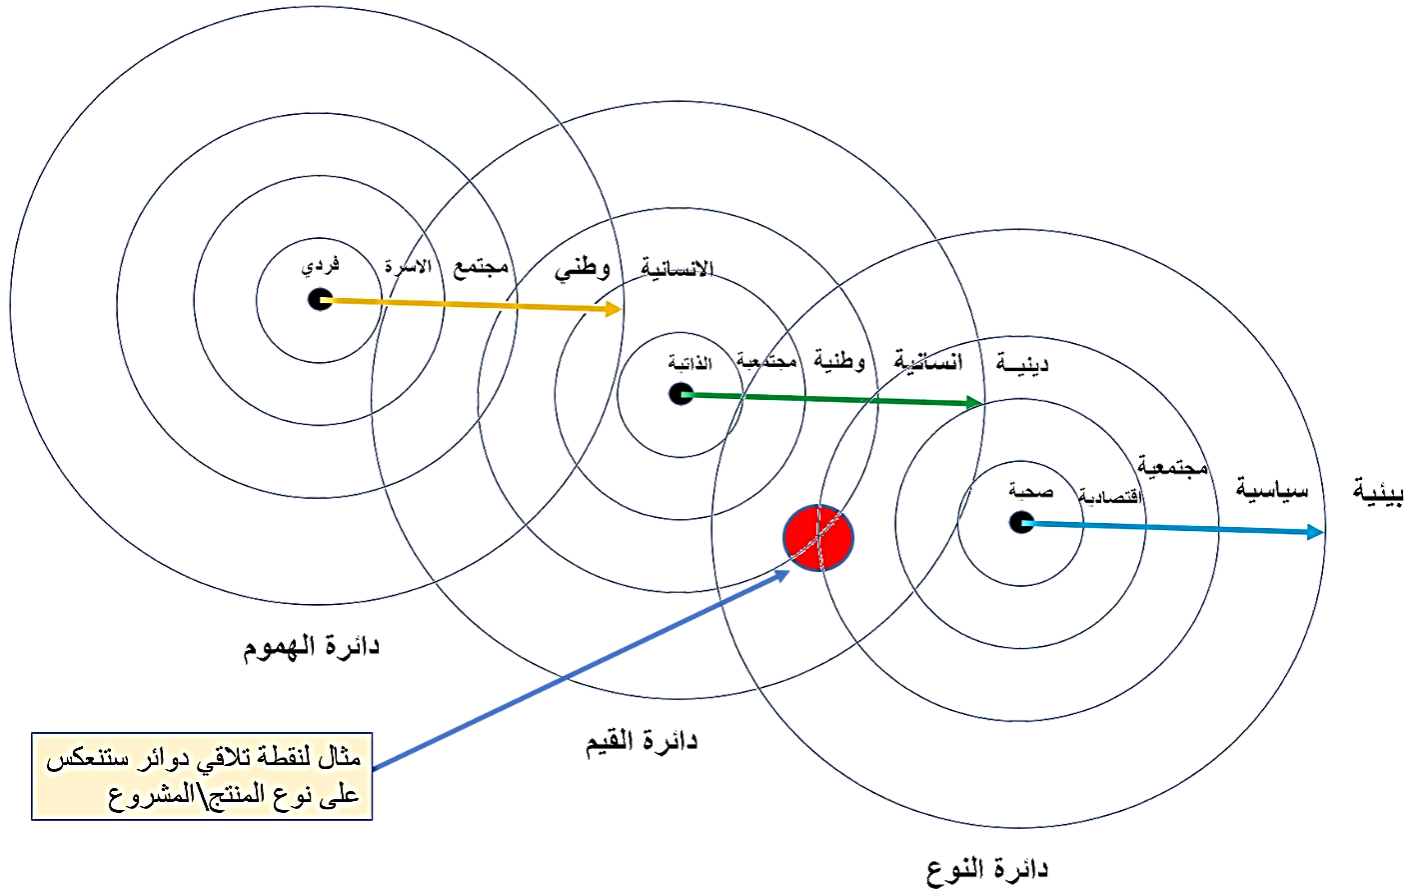 فردي
الاسرة
مجتمع
وطني
الانسانية
الذاتية
مجتمعية
وطنية
انسانية
دينيــة
صحية
اقتصادية
مجتمعية
سياسية
بيئية
دائرة الهموم
دائرة القيم
دائرة النوع
مثال لنقطة تلاقي دوائر ستنعكس
على نوع المنتج\المشروع